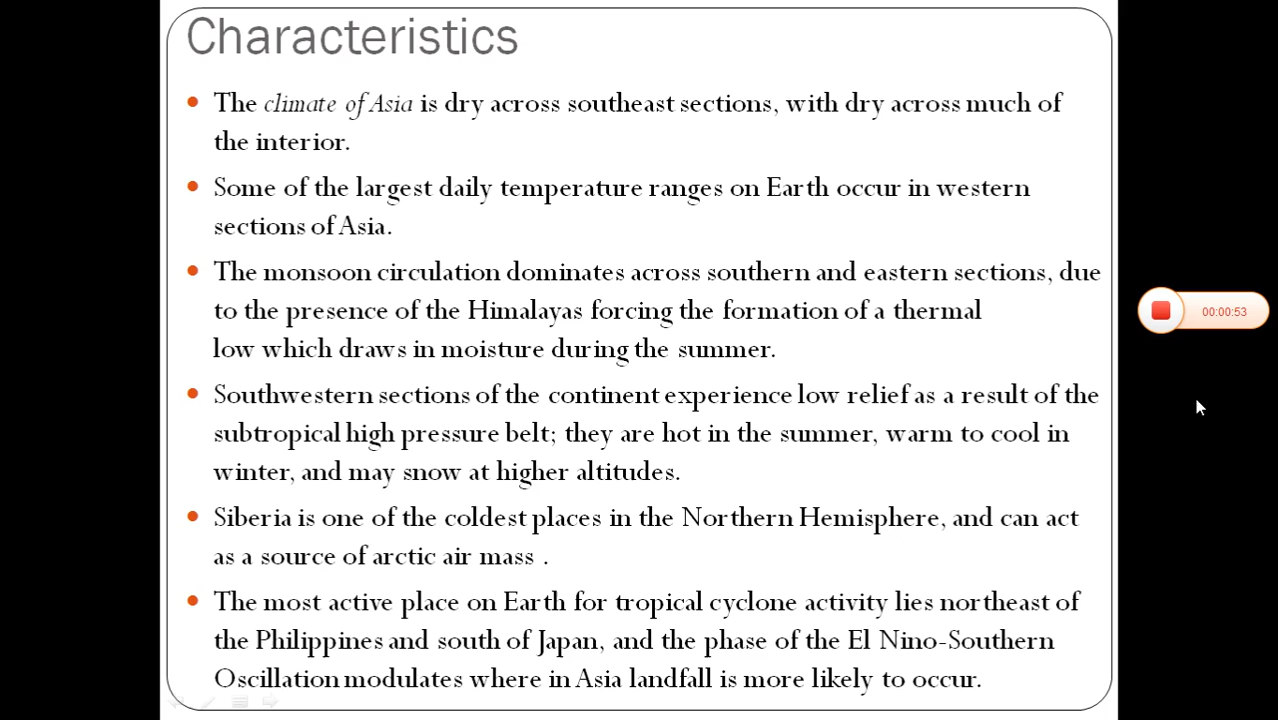 Characteristics
The climate of Asia is dry across southeast sections, with dry across much of
the interior.
Some of the largest daily temperature ranges on Earth occur in western
sections of Asia.
The monsoon circulation dominates across southern and eastern sections, due
to the presence of the Himalayas forcing the formation of a thermal
low which draws in moisture during the summer.
Southwestern sections of the continent experience low relief as a result of the
subtropical high pressure belt; they are hot in the summer, warm to cool in
winter, and may snow at higher altitudes.
Siberia is one of the coldest places in the Northern Hemisphere, and can act
as a source of arctic air mass .
The most active place on Earth for tropical cyclone activity lies northeast of
the Philippines and south of Japan, and the phase of the El Nino-Southern
Oscillation modulates where in Asia landfall is more likely to occur.
00:00:53